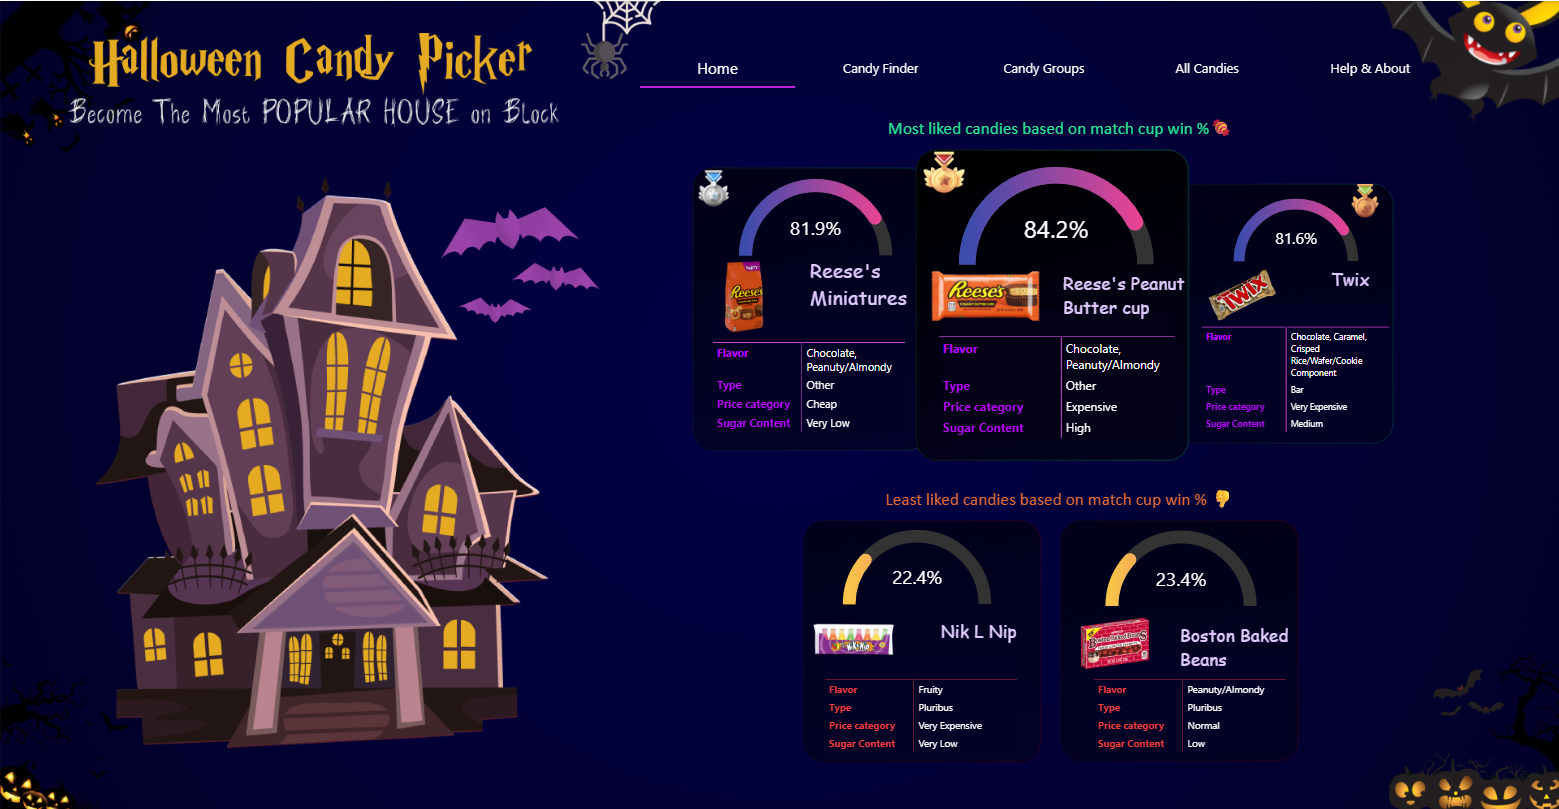 Halloween Candy Picker
Become The Most POPULAR HOUSE on Block
Home
Candy Finder
Candy Groups
All Candies
Help & About
Most liked candies based on match cup win %
81.9%
Reese's
Reese's
Miniatures
Flavor
Chocolate,
Peanuty/Almondy
Type
Other
Price category
Cheap
Sugar Content
Very Low
84.2%
Reese's
Reese's Peanut
Butter cup
Flavor
Chocolate,
Peanuty/Almondy
Type
Other
Price category
Expensive
Sugar Content
High
81.6%
TWIX
Twix
Flavor
Chocolate, Caramel,
Crisped
Rice/Wafer/Cookie
Component
Type
Bar
Price category
Very Expensive
Sugar Content
Medium
Least liked candies based on match cup win %
22.4%
Nik L Nip
Flavor
Fruity
Type
Pluribus
Price category
Very Expensive
Sugar Content
Very Low
23.4%
Boston Baked Beans
Boston Baked
Beans
Flavor
Peanuty/Almondy
Type
Pluribus
Price category
Normal
Sugar Content
Low